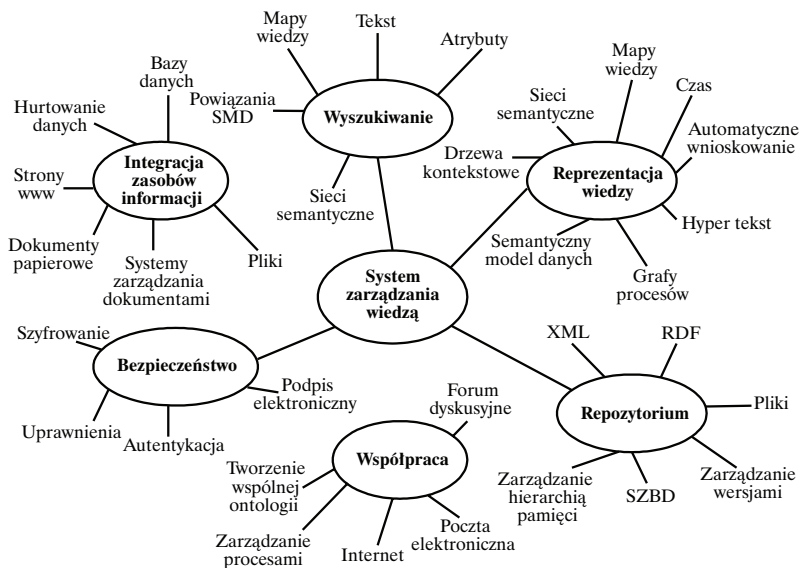 Mapy
wiedzy
Tekst
Atrybuty
Powiązania
SMD
Wyszukiwanie
Sieci
semantyczne
Bazy
danych
Hurtowanie
danych
Integracja
zasobów
informacji
Strony
www
Dokumenty
papierowe
Systemy
zarządzania
dokumentami
Pliki
Mapy
wiedzy
Czas
Sieci
semantyczne
Automatyczne
wnioskowanie
Drzewa
kontekstowe
Reprezentacja
wiedzy
Hyper tekst
Semantyczny
model danych
Grafy
procesów
System
zarządzania
wiedzą
Szyfrowanie
Bezpieczeństwo
Podpis
elektroniczny
Uprawnienia
Autentykacja
XML
RDF
Pliki
Repozytorium
Zarządzanie
hierarchią
pamięci
SZBD
Zarządzanie
wersjami
Forum
dyskusyjne
Współpraca
Tworzenie
wspólnej
ontologii
Zarządzanie
procesami
Internet
Poczta
elektroniczna